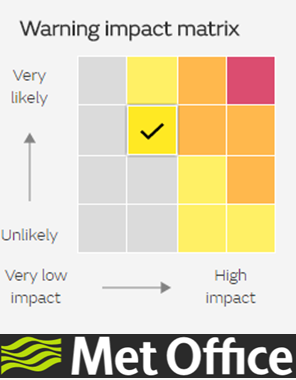 Warning impact matrix
Very
likely
Unlikely
Very low
impact
High
impact
Met Office